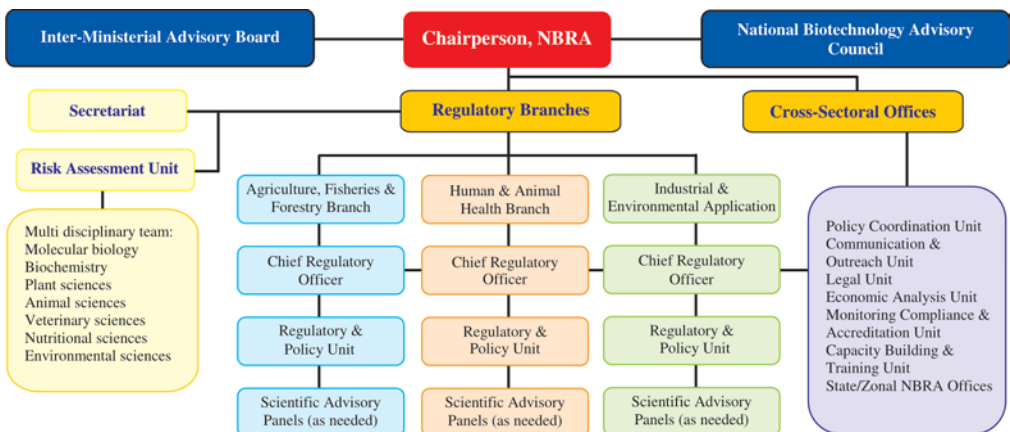 Inter-Ministerial Advisory Board
Chairperson, NBRA
National Biotechnology Advisory
Council
Secretariat
Regulatory Branches
Cross-Sectoral Offices
Risk Assessment Unit
Multi disciplinary team:
Molecular biology
Biochemistry
Plant sciences
Animal sciences
Veterinary sciences
Nutritional sciences
Environmental sciences
Agriculture, Fisheries &
Forestry Branch
Chief Regulatory
Officer
Regulatory &
Policy Unit
Scientific Advisory
Panels (as needed)
Human & Animal
Health Branch
Chief Regulatory
Officer
Regulatory &
Policy Unit
Scientific Advisory
Panels (as needed)
Industrial &
Environmental Application
Chief Regulatory
Officer
Regulatory &
Policy Unit
Scientific Advisory
Panels (as needed)
Policy Coordination Unit
Communication &
Outreach Unit
Legal Unit
Economic Analysis Unit
Monitoring Compliance &
Accreditation Unit
Capacity Building &
Training Unit
State/Zonal NBRA Offices